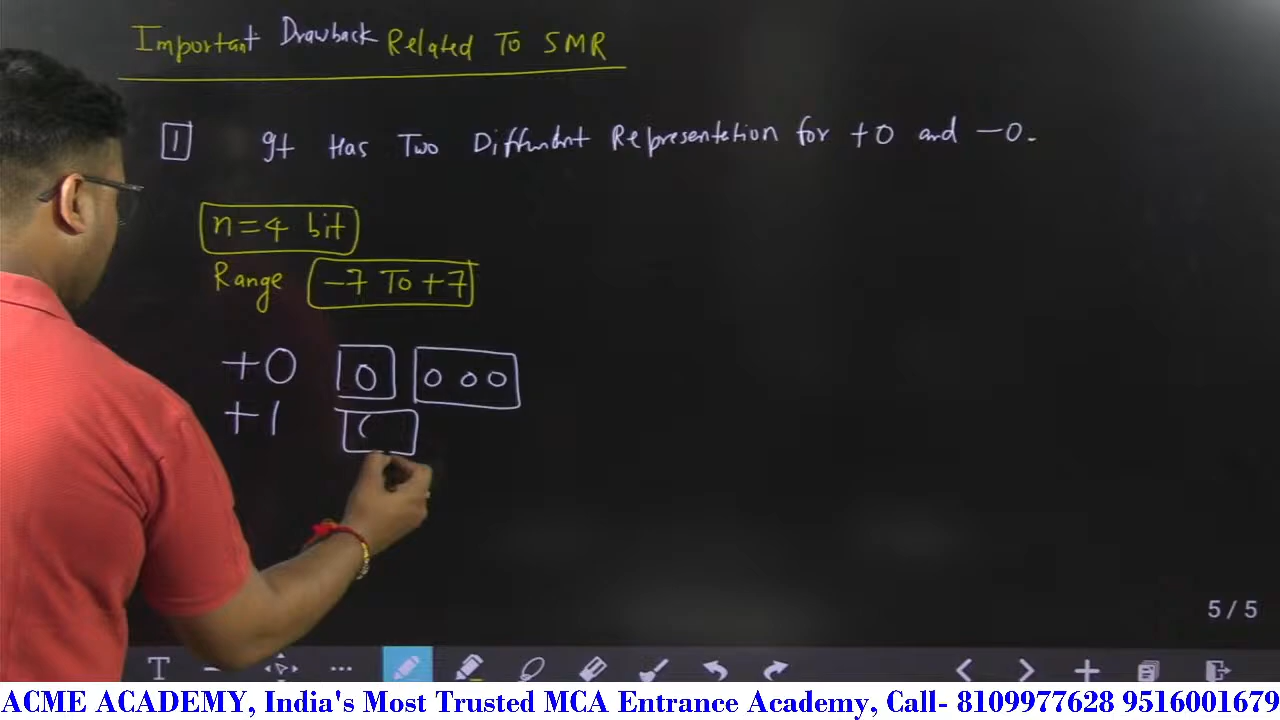 Important Drawback Related To SMR
1 It Has Two Different Representation for +0 and -0.
n=4 bit
Range -7 To +7
+0 0 000
+1
5 / 5
T
ACME ACADEMY, India's Most Trusted MCA Entrance Academy, Call- 8109977628 9516001679